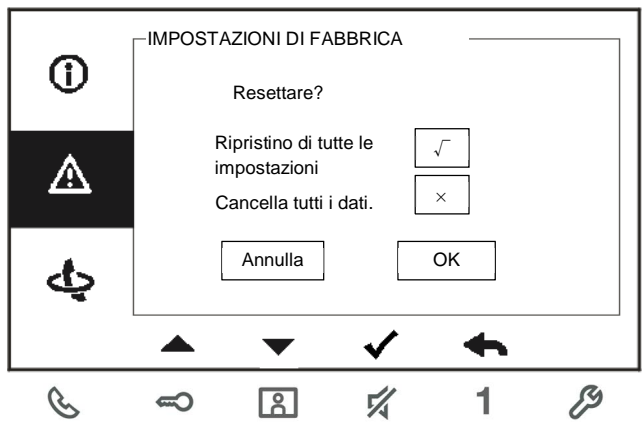 IMPOSTAZIONI DI FABBRICA
Resettare?
Ripristino di tutte le
impostazioni
√
Cancella tutti i dati.
×
Annulla
OK
1